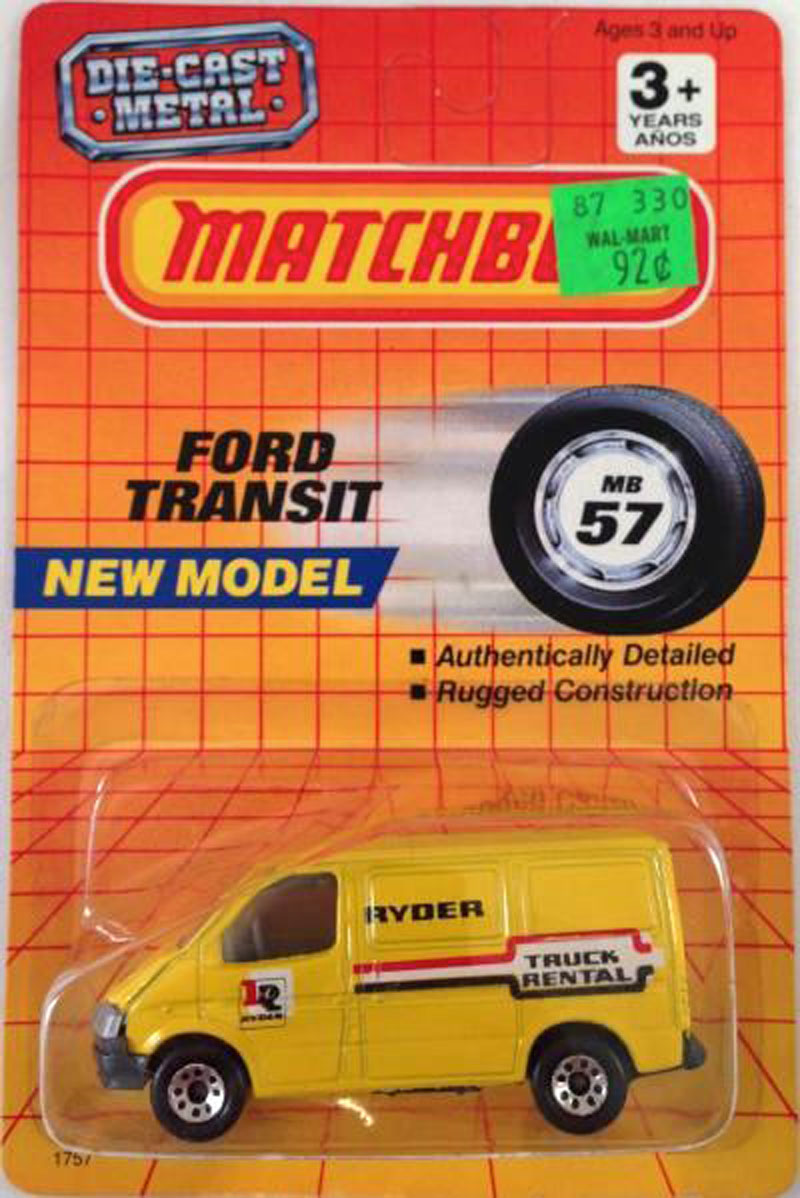 Ages 3 and Up
DIE-CAST
•METAL•
3+
YEARS
AÑOS
MATCHB
87 330
WAL-MART
92¢
FORD
TRANSIT
MB
57
NEW MODEL
■ Authentically Detailed
■ Rugged Construction
RYDER
TRUCK
RENTAL
R
RYDER
1757